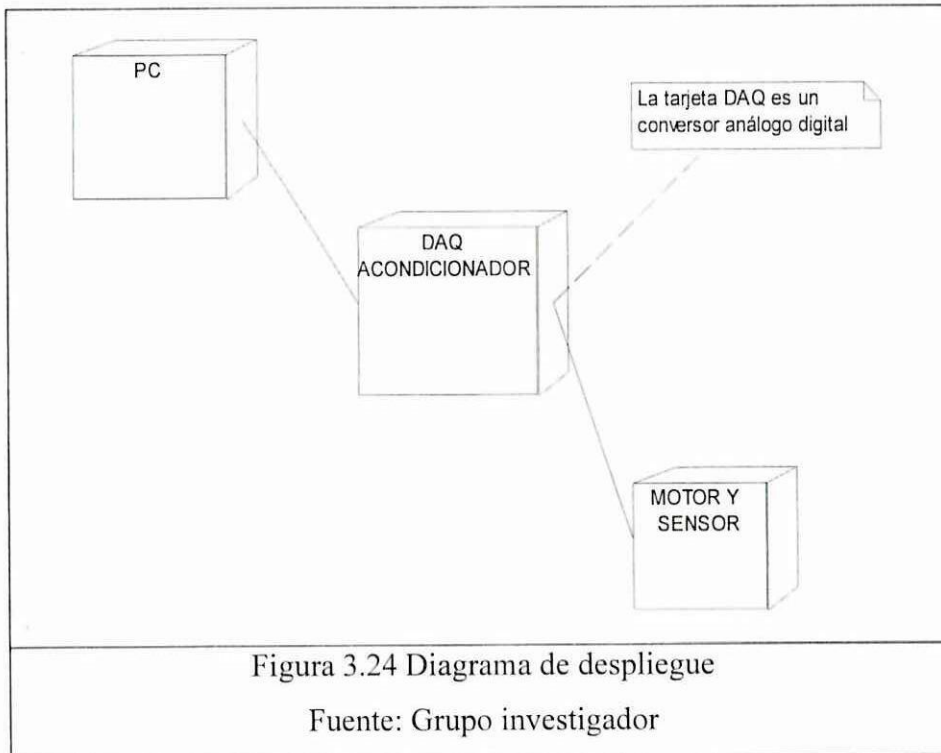 PC
La tarjeta DAQ es un
conversor análogo digital
DAQ
ACONDICIONADOR
MOTOR Y
SENSOR
Figura 3.24 Diagrama de despliegue
Fuente: Grupo investigador